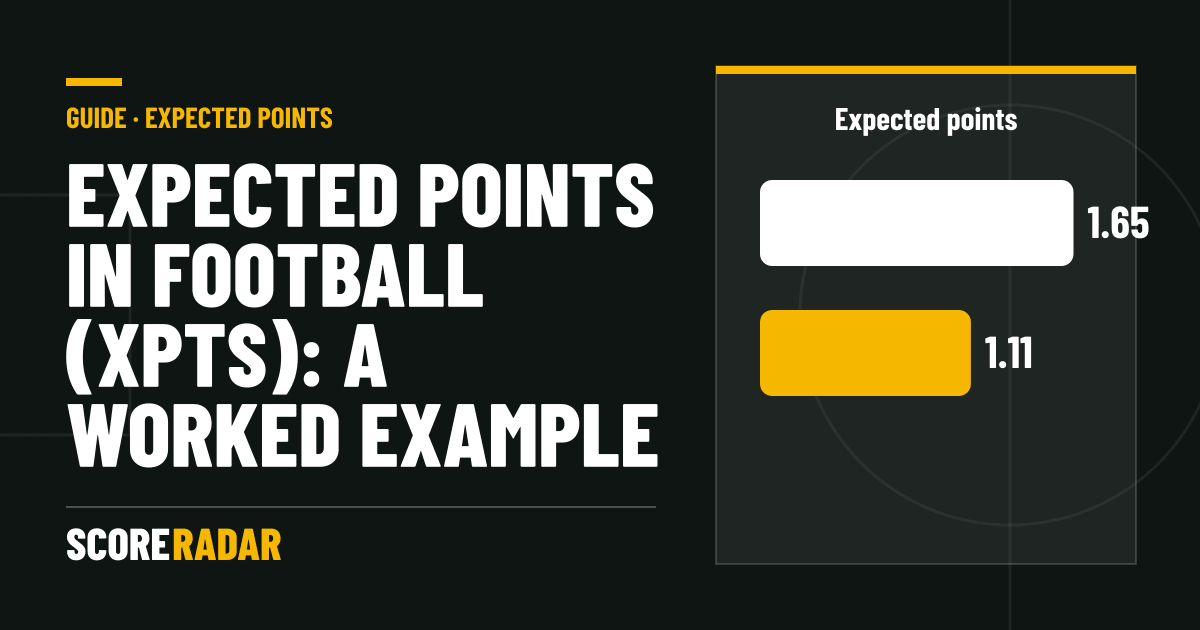 GUIDE · EXPECTED POINTS
EXPECTED POINTS
IN FOOTBALL
(XPTS): A
WORKED EXAMPLE
SCORERADAR
Expected points
1.65
1.11